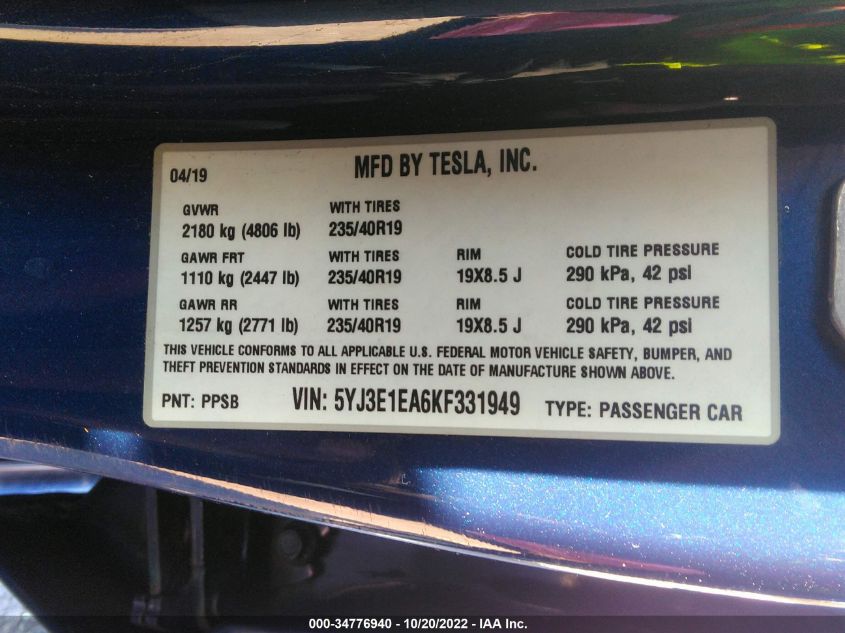 04/19 MFD BY TESLA, INC.
GVWR WITH TIRES
2180 kg (4806 lb) 235/40R19
GAWR FRT WITH TIRES RIM COLD TIRE PRESSURE
1110 kg (2447 lb) 235/40R19 19X8.5 J 290 kPa, 42 psi
GAWR RR WITH TIRES RIM COLD TIRE PRESSURE
1257 kg (2771 lb) 235/40R19 19X8.5 J 290 kPa, 42 psi
THIS VEHICLE CONFORMS TO ALL APPLICABLE U.S. FEDERAL MOTOR VEHICLE SAFETY, BUMPER, AND
THEFT PREVENTION STANDARDS IN EFFECT ON THE DATE OF MANUFACTURE SHOWN ABOVE.
PNT: PPSB VIN: 5YJ3E1EA6KF331949 TYPE: PASSENGER CAR
000-34776940 - 10/20/2022 - IAA Inc.